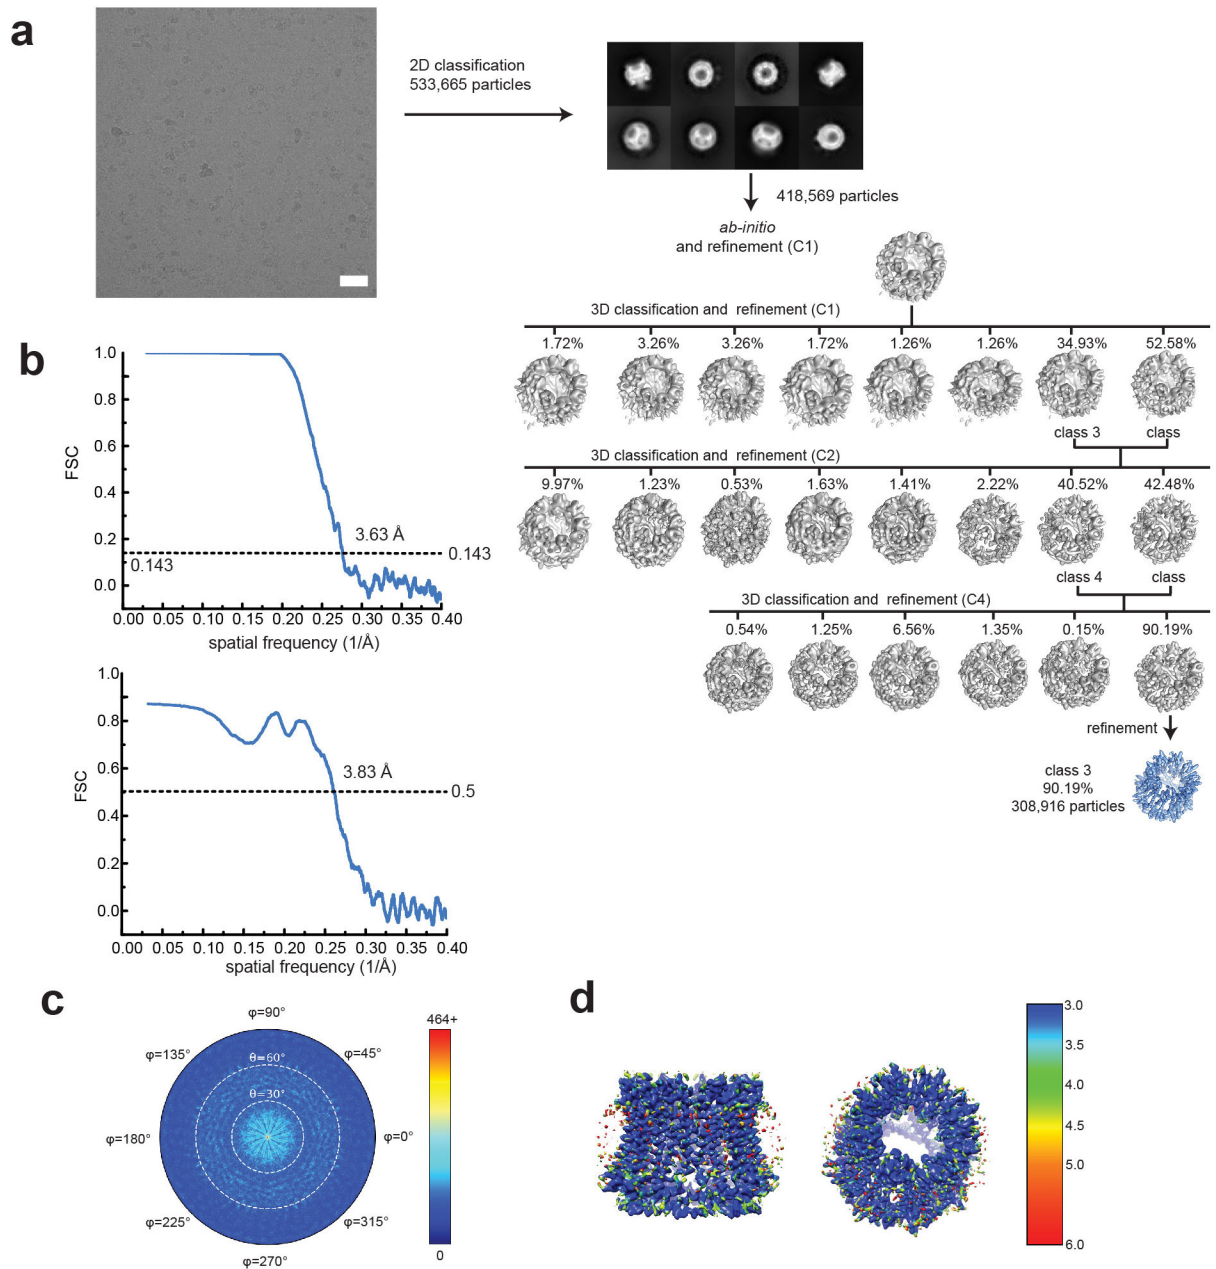 a
2D classification
533,665 particles
418,569 particles
ab-initio
and refinement (C1)
3D classification and refinement (C1)
1.72% 3.26% 3.26% 1.72% 1.26% 1.26% 34.93% 52.58%
class 3 class
3D classification and refinement (C2)
9.97% 1.23% 0.53% 1.63% 1.41% 2.22% 40.52% 42.48%
class 4 class
3D classification and refinement (C4)
0.54% 1.25% 6.56% 1.35% 0.15% 90.19%
refinement
class 3
90.19%
308,916 particles
b
1.0
0.8
0.6
0.4
0.2
0.0
FSC
3.63 Å
0.143
0.143
0.00 0.05 0.10 0.15 0.20 0.25 0.30 0.35 0.40
spatial frequency (1/Å)
1.0
0.8
0.6
0.4
0.2
0.0
FSC
3.83 Å
0.5
0.00 0.05 0.10 0.15 0.20 0.25 0.30 0.35 0.40
spatial frequency (1/Å)
c
φ=90°
φ=135°
φ=45°
θ=60°
θ=30°
φ=180°
φ=0°
φ=225°
φ=315°
φ=270°
464+
0
d
3.0
3.5
4.0
4.5
5.0
6.0